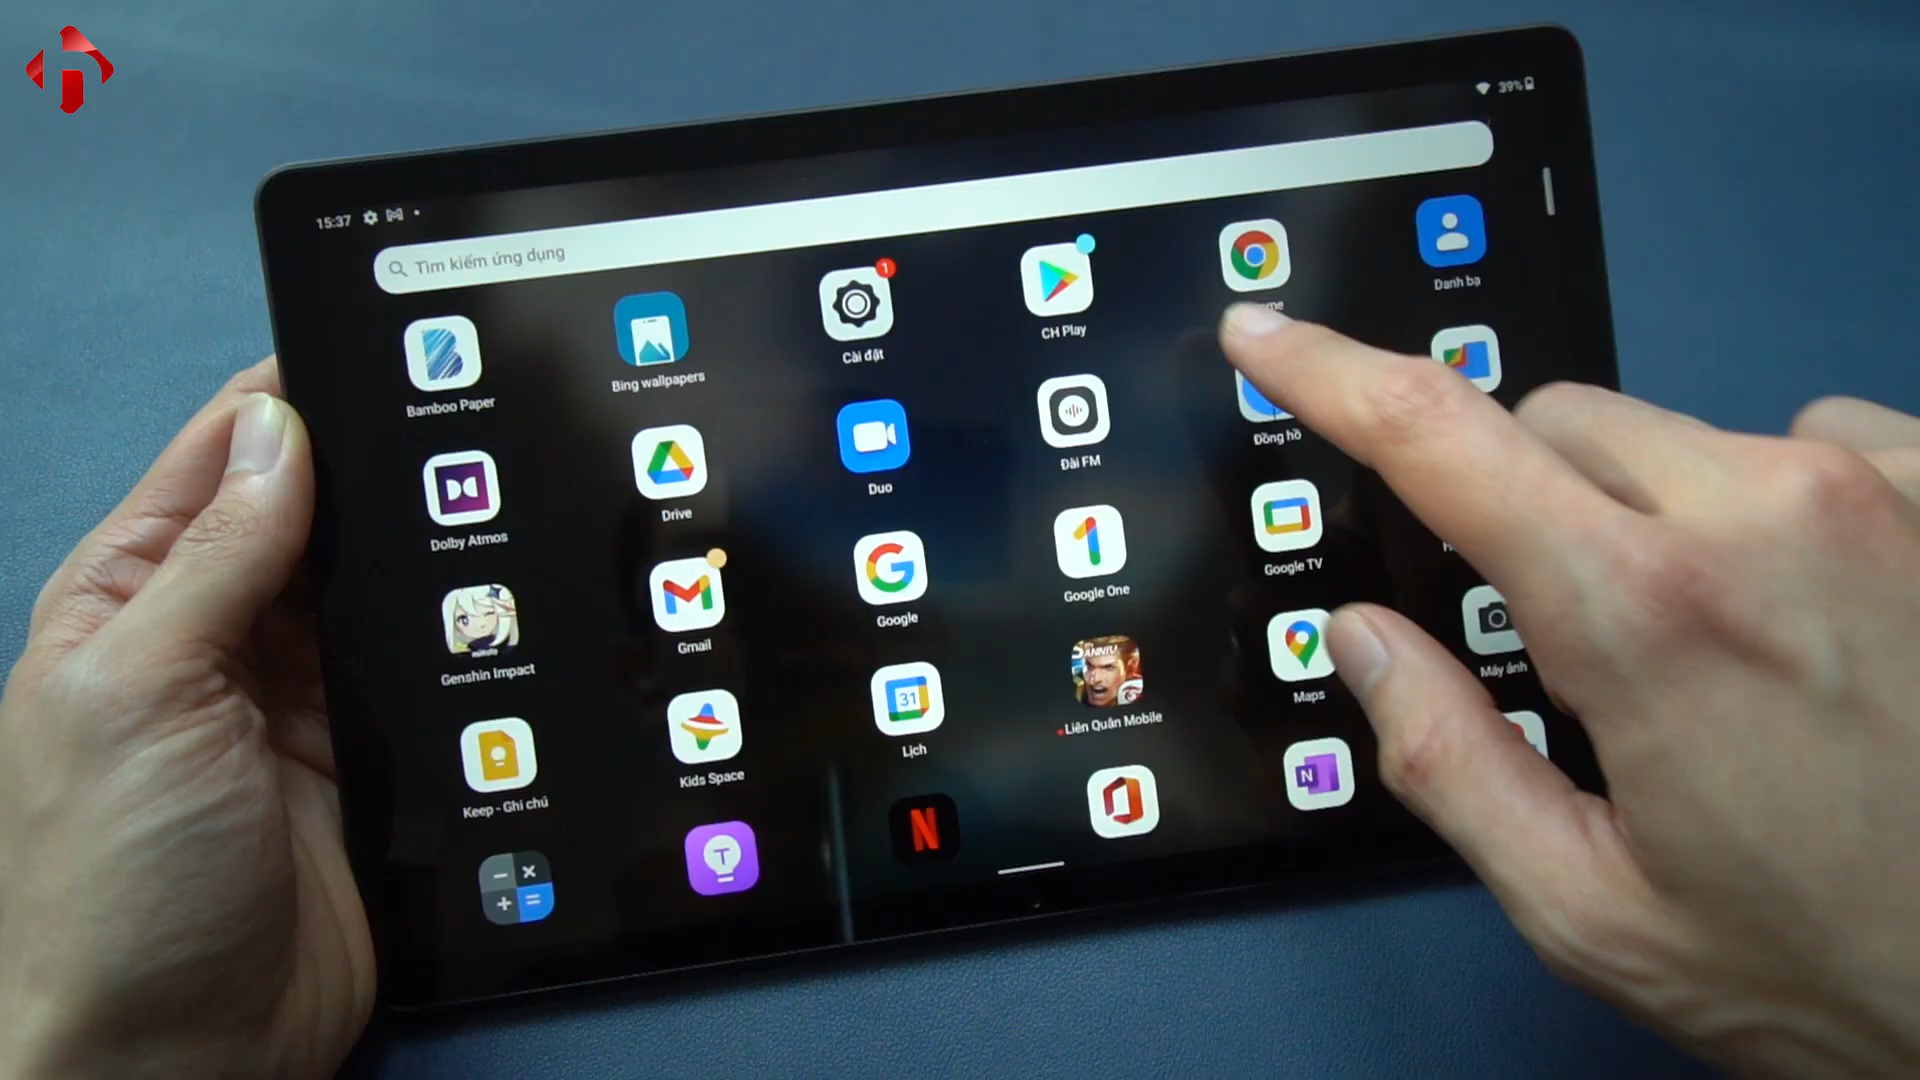 15:37
39%
Tìm kiếm ứng dụng
Bamboo Paper
Bing wallpapers
1
Cài đặt
CH Play
Danh bạ
Dolby Atmos
Drive
Duo
Đài FM
Đồng hồ
Genshin Impact
Gmail
Google
Google One
Google TV
Keep - Ghi chú
Kids Space
31
Lịch
Liên Quân Mobile
Maps
Máy ảnh
T
N
N